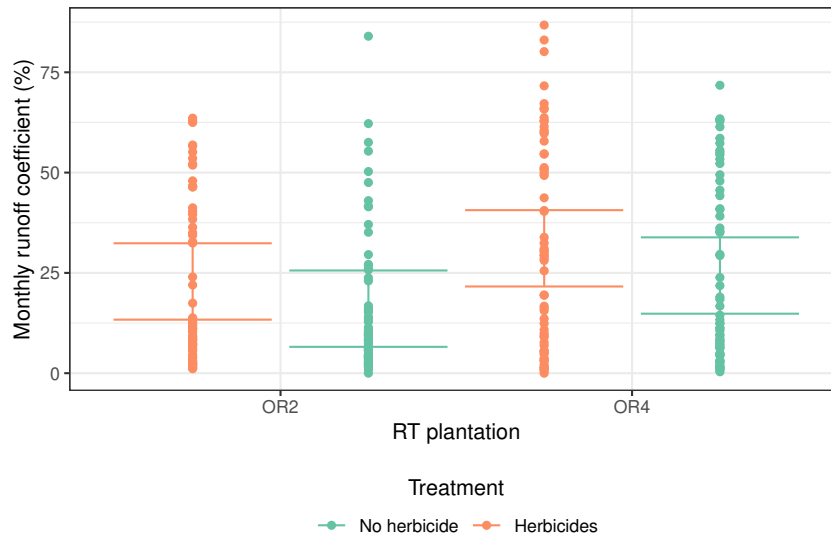 Monthly runoff coefficient (%)
75
50
25
0
OR2 OR4
RT plantation
Treatment
No herbicide Herbicides